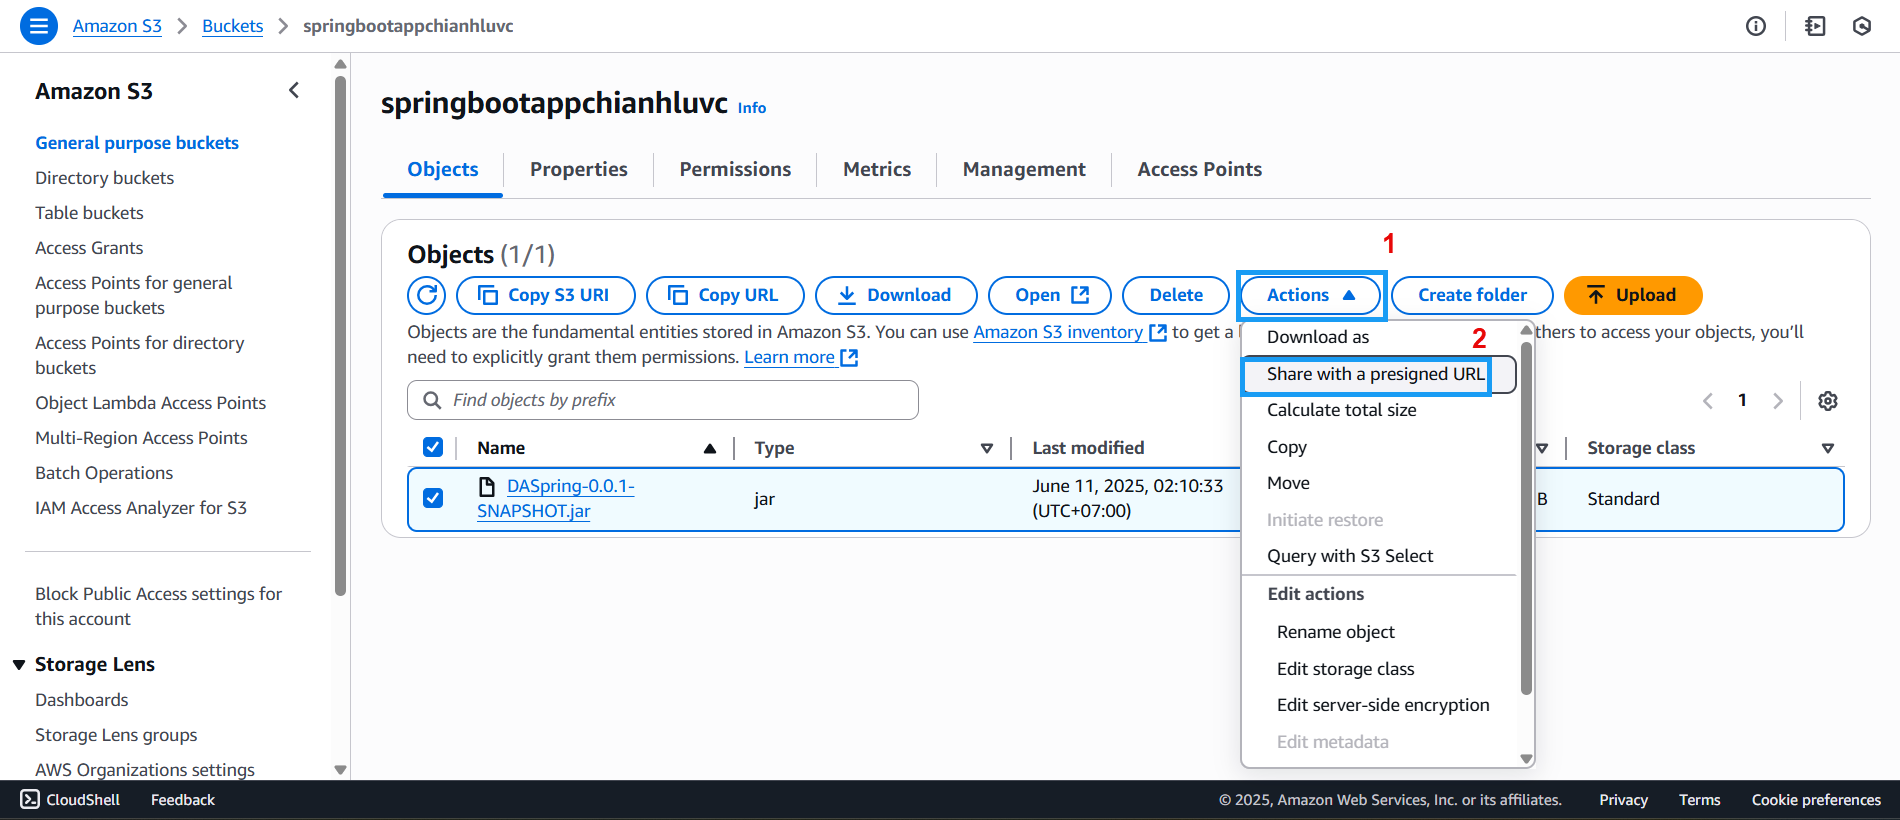 Amazon S3 > Buckets > springbootappchianhluvc
Amazon S3
General purpose buckets
Directory buckets
Table buckets
Access Grants
Access Points for general
purpose buckets
Access Points for directory
buckets
Object Lambda Access Points
Multi-Region Access Points
Batch Operations
IAM Access Analyzer for S3
Block Public Access settings for
this account
Storage Lens
Dashboards
Storage Lens groups
AWS Organizations settings
springbootappchianhluvc Info
Objects Properties Permissions Metrics Management Access Points
Objects (1/1)
1
Copy S3 URI Copy URL Download Open Delete Actions Create folder Upload
Objects are the fundamental entities stored in Amazon S3. You can use Amazon S3 inventory to get a thers to access your objects, you'll
need to explicitly grant them permissions. Learn more
Find objects by prefix
1
Name Type Last modified Storage class
DASpring-0.0.1-
SNAPSHOT.jar
jar
June 11, 2025, 02:10:33
(UTC+07:00)
B
Standard
Download as
2
Share with a presigned URL
Calculate total size
Copy
Move
Initiate restore
Query with S3 Select
Edit actions
Rename object
Edit storage class
Edit server-side encryption
Edit metadata
CloudShell Feedback © 2025, Amazon Web Services, Inc. or its affiliates. Privacy Terms Cookie preferences